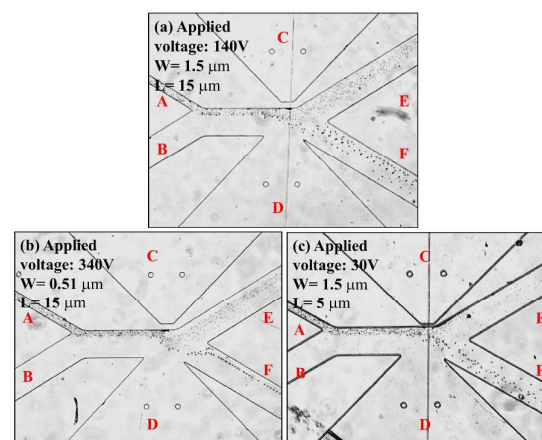 (a) Applied
voltage: 140V
W= 1.5 μm
L= 15 μm
A
B
C
D
E
F
(b) Applied
voltage: 340V
W= 0.51 μm
L= 15 μm
A
B
C
D
E
F
(c) Applied
voltage: 30V
W= 1.5 μm
L= 5 μm
A
B
C
D